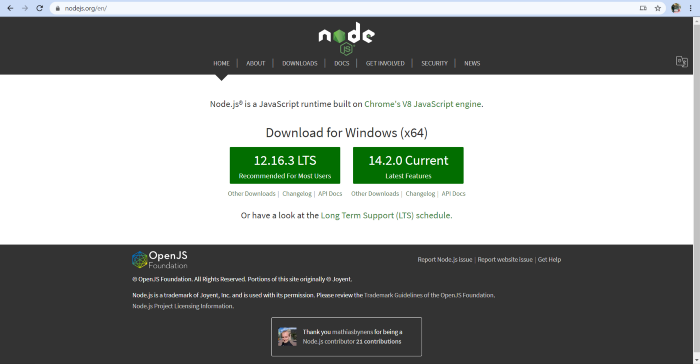 nodejs.org/en/
node
JS
HOME | ABOUT | DOWNLOADS | DOCS | GET INVOLVED | SECURITY | NEWS
Node.js® is a JavaScript runtime built on Chrome's V8 JavaScript engine.
Download for Windows (x64)
12.16.3 LTS
Recommended For Most Users
14.2.0 Current
Latest Features
Other Downloads | Changelog | API Docs
Other Downloads | Changelog | API Docs
Or have a look at the Long Term Support (LTS) schedule.
OpenJS
Foundation
Report Node.js issue | Report website issue | Get Help
© OpenJS Foundation. All Rights Reserved. Portions of this site originally © Joyent.
Node.js is a trademark of Joyent, Inc. and is used with its permission. Please review the Trademark Guidelines of the OpenJS Foundation.
Node.js Project Licensing Information.
Thank you mathiasbynens for being a
Node.js contributor 21 contributions